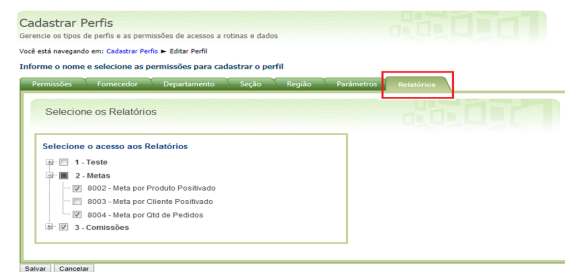 Cadastrar Perfis
Gerencie os tipos de perfis e as permissões de acessos a rotinas e dados
Você está navegando em: Cadastrar Perfis ► Editar Perfil
Informe o nome e selecione as permissões para cadastrar o perfil
Permissões Fornecedor Departamento Seção Região Parâmetros Relatórios
Selecione os Relatórios
Selecione o acesso aos Relatórios
1 - Teste
2 - Metas
8002 - Meta por Produto Positivado
8003 - Meta por Cliente Positivado
8004 - Meta por Qtd de Pedidos
3 - Comissões
Salvar Cancelar